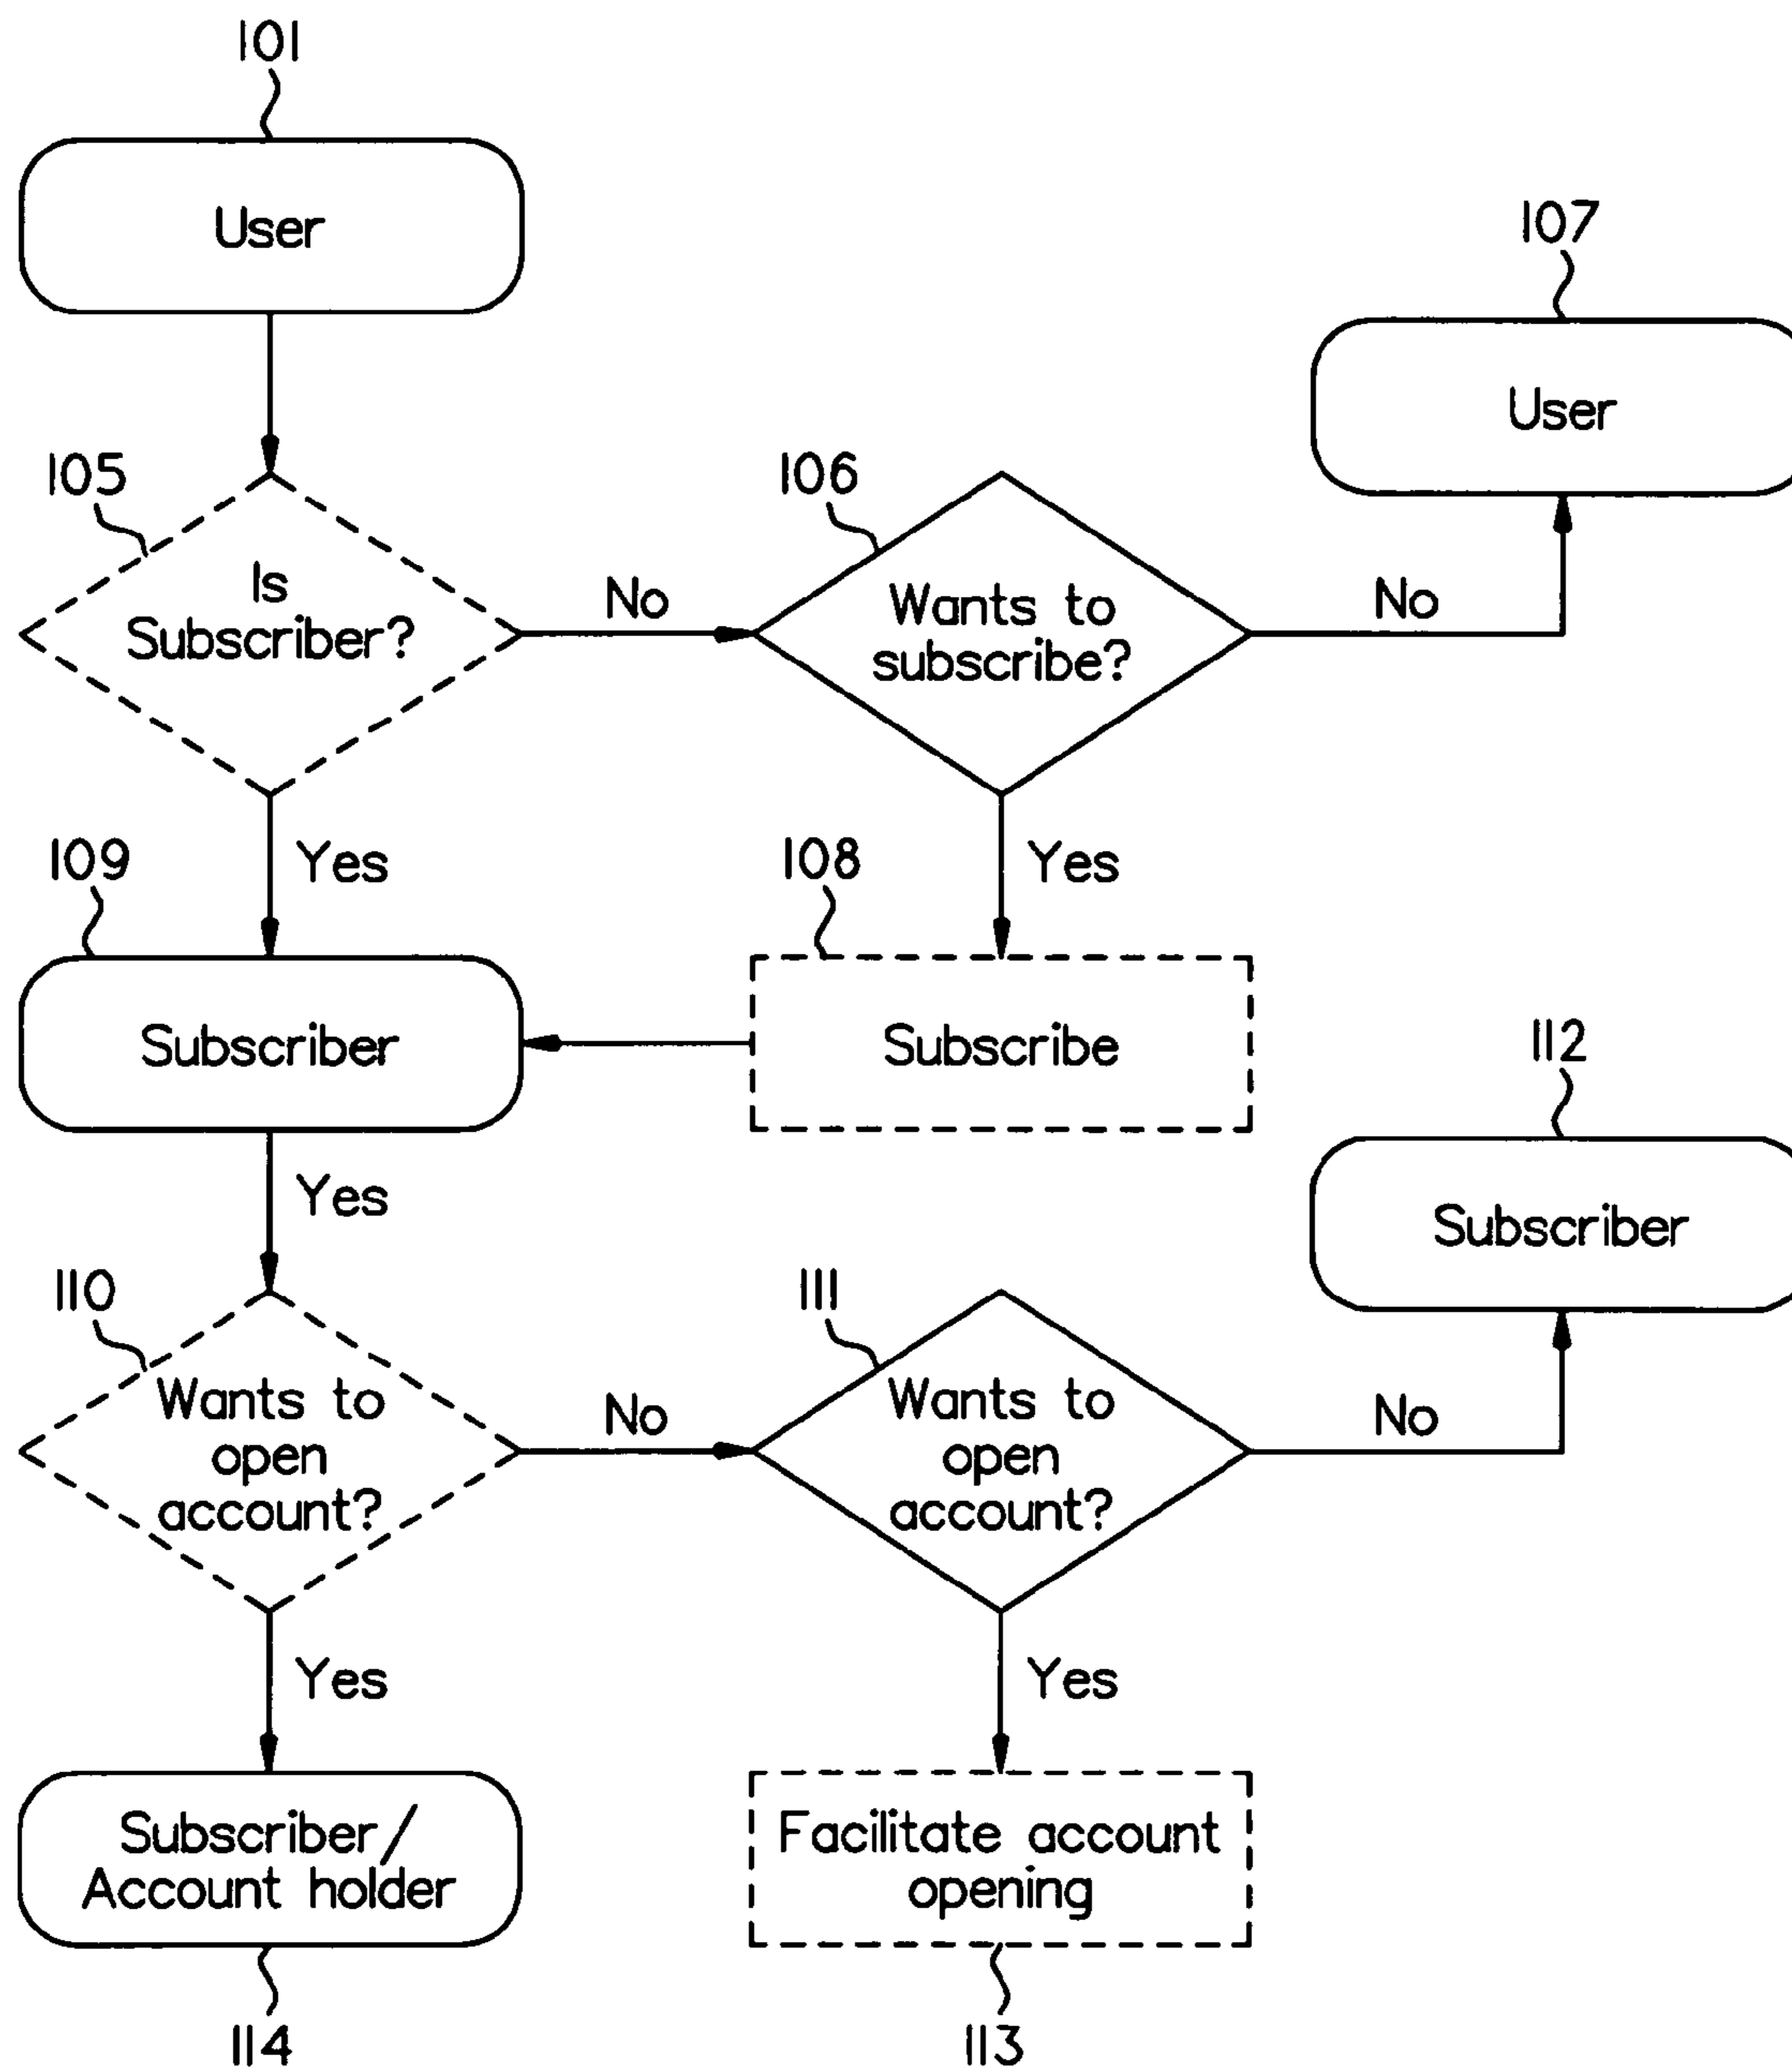 101
User
107
User
105
Is
Subscriber?
No
106
Wants to
subscribe?
No
Yes
Yes
109
Subscriber
108
Subscribe
112
Subscriber
Yes
110
Wants to
open
account?
No
111
Wants to
open
account?
No
Yes
Yes
Subscriber/
Account holder
114
Facilitate account
opening
113